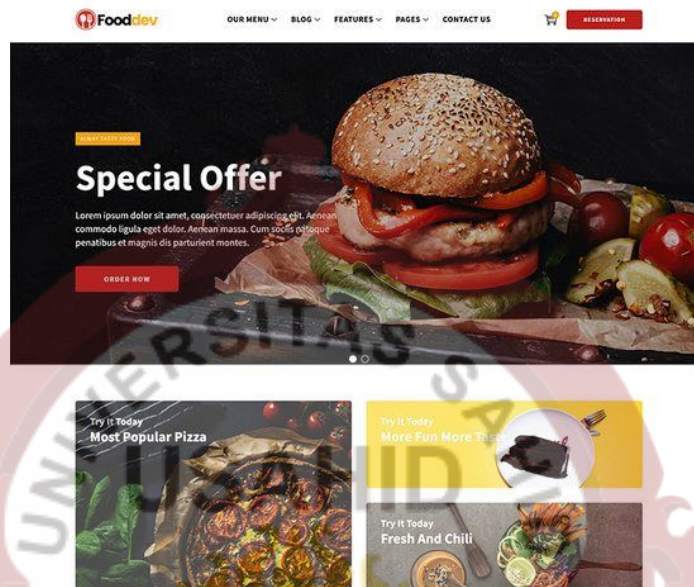 Fooddev
OUR MENU BLOG FEATURES PAGES CONTACT US
RESERVATION
ALWAY TASTY FOOD
Special Offer
Lorem ipsum dolor sit amet, consectetuer adipiscing elit. Aenean
commodo ligula eget dolor. Aenean massa. Cum sociis natoque
penatibus et magnis dis parturient montes.
ORDER NOW
UNIVERSITAS SA
USAHID
Try It Today
Most Popular Pizza
Try It Today
More Fun More Taste
Try It Today
Fresh And Chili